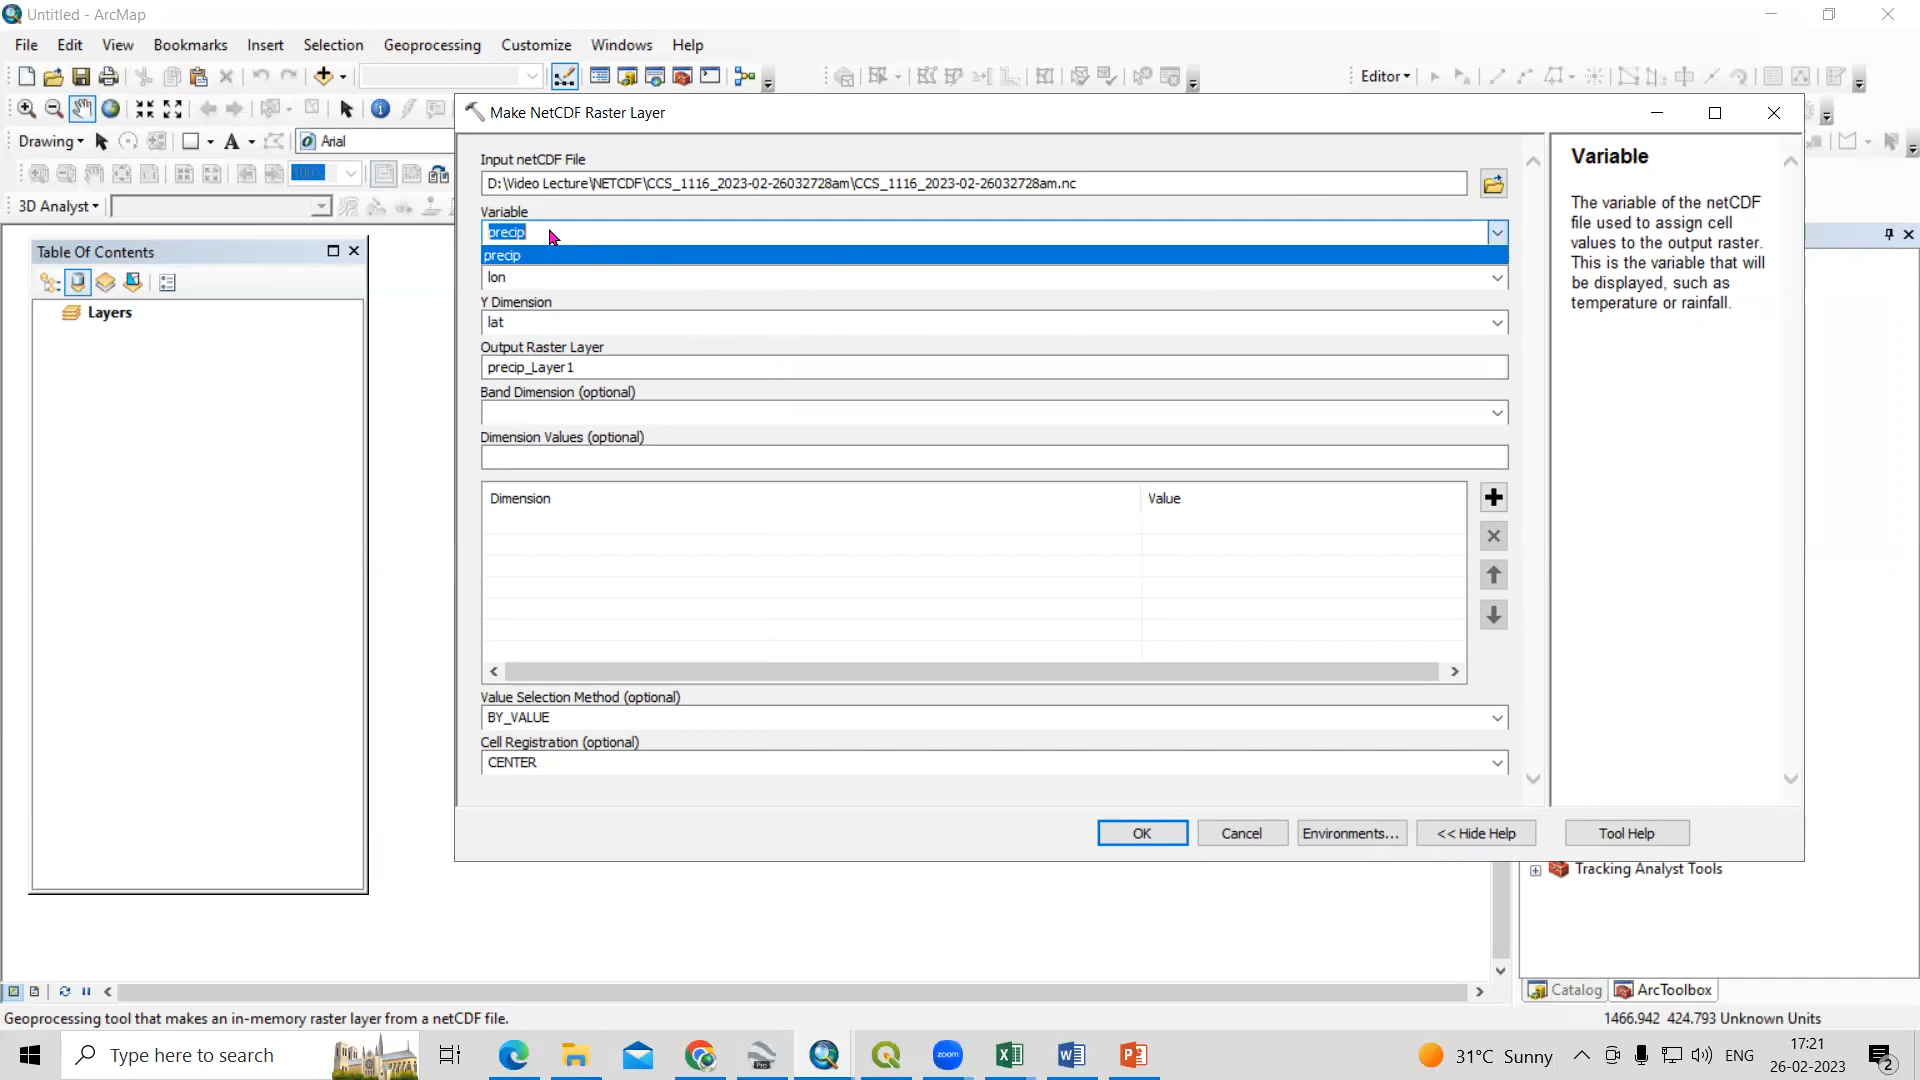 Untitled - ArcMap
File Edit View Bookmarks Insert Selection Geoprocessing Customize Windows Help
Editor
Drawing A Arial
100%
3D Analyst
Table Of Contents
Layers
Make NetCDF Raster Layer
Input netCDF File
D:\Video Lecture\NETCDF\CCS_1116_2023-02-26032728am\CCS_1116_2023-02-26032728am.nc
Variable
precip
precip
lon
Y Dimension
lat
Output Raster Layer
precip_Layer1
Band Dimension (optional)
Dimension Values (optional)
Dimension Value
Value Selection Method (optional)
BY_VALUE
Cell Registration (optional)
CENTER
OK Cancel Environments... << Hide Help Tool Help
Variable
The variable of the netCDF
file used to assign cell
values to the output raster.
This is the variable that will
be displayed, such as
temperature or rainfall.
Tracking Analyst Tools
Catalog ArcToolbox
Geoprocessing tool that makes an in-memory raster layer from a netCDF file.
1466.942 424.793 Unknown Units
Type here to search
Pro
zoom
31°C Sunny
ENG
17:21
26-02-2023
2